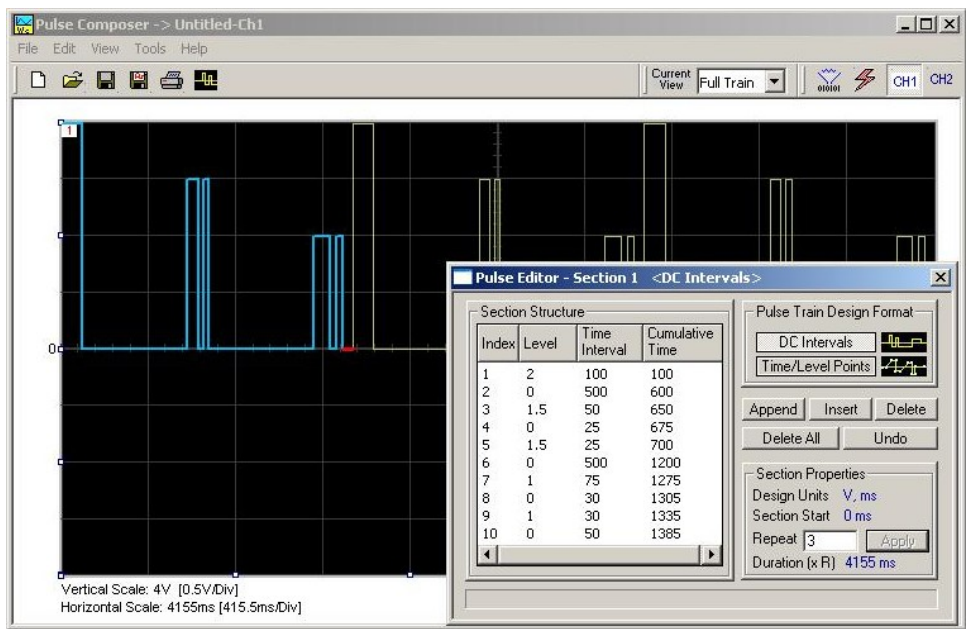 Pulse Composer -> Untitled-Ch1
File Edit View Tools Help
Current View Full Train
010101
CH1 CH2
1
0
Pulse Editor - Section 1 <DC Intervals>
Section Structure
Index Level Time Interval Cumulative Time
1 2 100 100
2 0 500 600
3 1.5 50 650
4 0 25 675
5 1.5 25 700
6 0 500 1200
7 1 75 1275
8 0 30 1305
9 1 30 1335
10 0 50 1385
Pulse Train Design Format
DC Intervals
Time/Level Points
Append Insert Delete
Delete All Undo
Section Properties
Design Units V, ms
Section Start 0 ms
Repeat 3 Apply
Duration (x R) 4155 ms
Vertical Scale: 4V [0.5V/Div]
Horizontal Scale: 4155ms [415.5ms/Div]